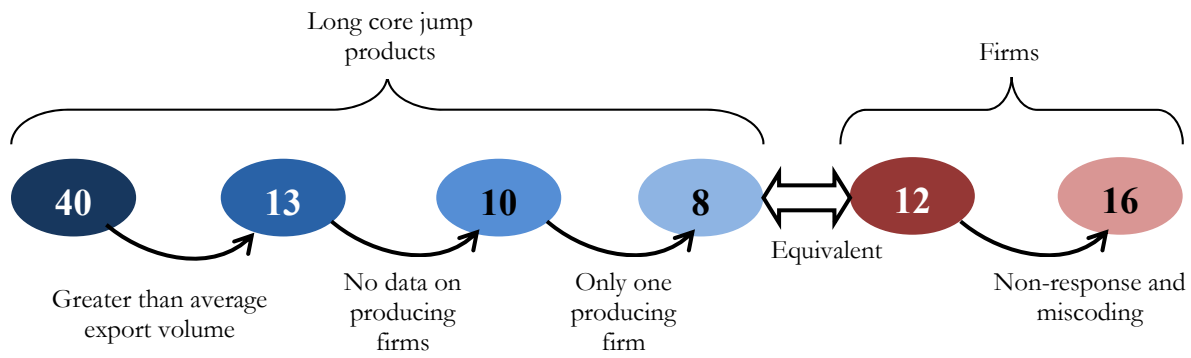 Long core jump
products
Firms
40
13
10
8
12
16
Equivalent
Greater than average
export volume
No data on
producing
firms
Only one
producing
firm
Non-response and
miscoding